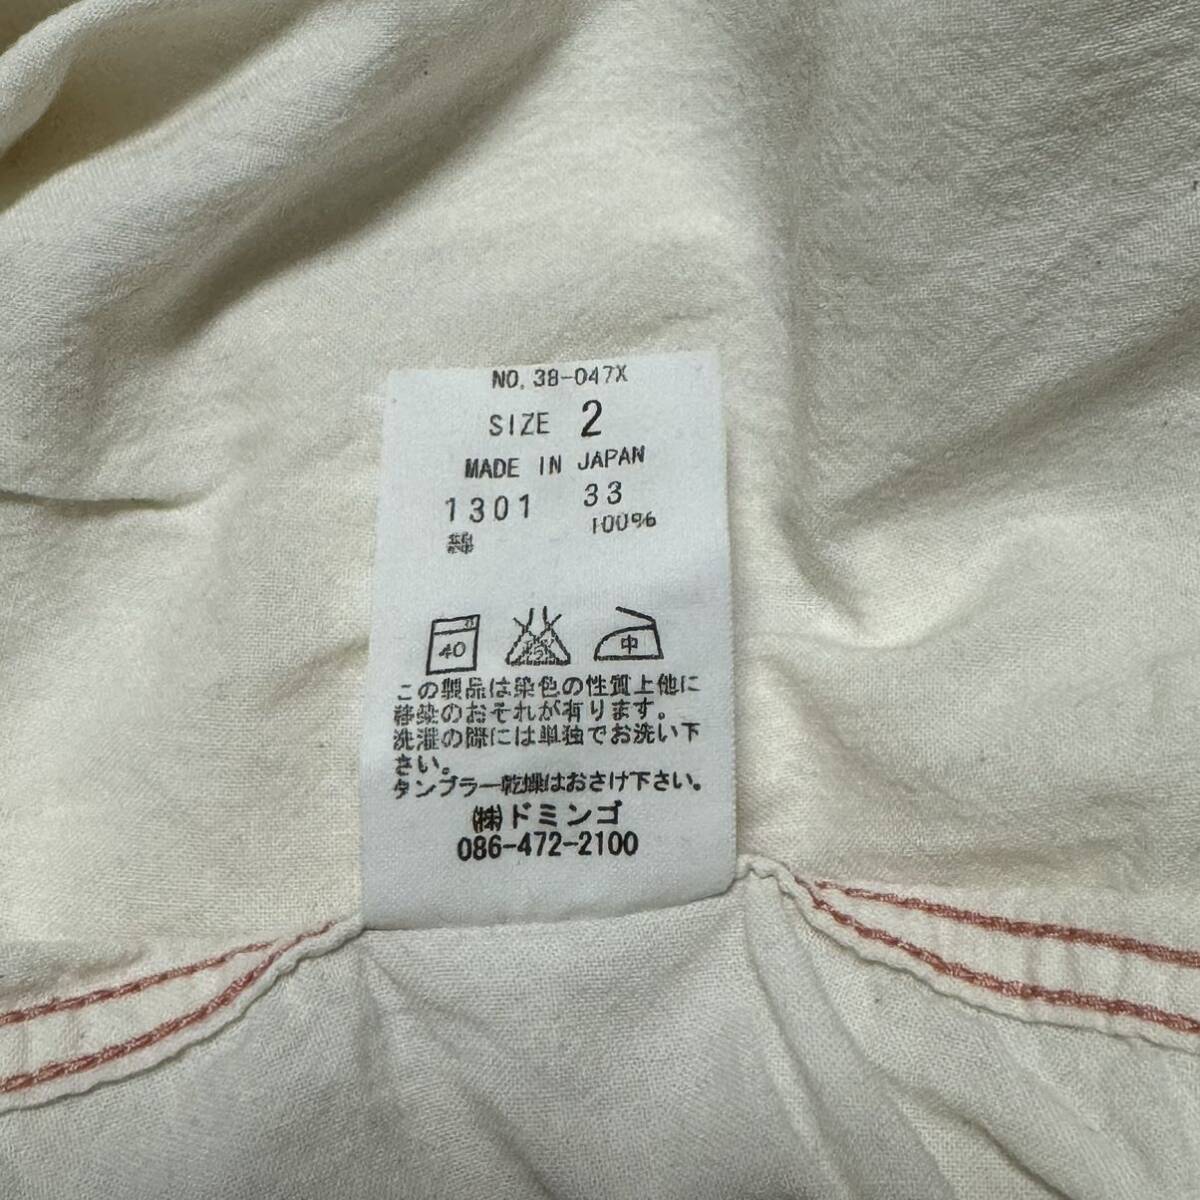 NO. 38-047X
SIZE 2
MADE IN JAPAN
1301 33
綿 100%
40 中
この製品は染色の性質上他に
移染のおそれが有ります。
洗濯の際には単独でお洗い下
さい。
タンブラー乾燥はおさけ下さい。
(株)ドミンゴ
086-472-2100